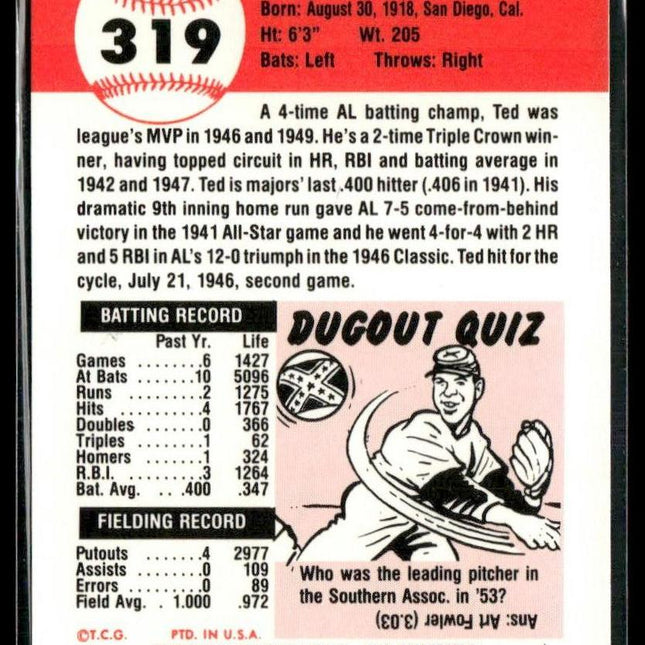 319
Born: August 30, 1918, San Diego, Cal.
Ht: 6'3" Wt. 205
Bats: Left Throws: Right
A 4-time AL batting champ, Ted was
league's MVP in 1946 and 1949. He's a 2-time Triple Crown win-
ner, having topped circuit in HR, RBI and batting average in
1942 and 1947. Ted is majors' last .400 hitter (.406 in 1941). His
dramatic 9th inning home run gave AL 7-5 come-from-behind
victory in the 1941 All-Star game and he went 4-for-4 with 2 HR
and 5 RBI in AL's 12-0 triumph in the 1946 Classic. Ted hit for the
cycle, July 21, 1946, second game.
BATTING RECORD
Past Yr. Life
Games ........6 1427
At Bats .......10 5096
Runs .........2 1275
Hits ..........4 1767
Doubles ......0 366
Triples ........1 62
Homers .......1 324
R.B.I. .........3 1264
Bat. Avg. ...400 .347
FIELDING RECORD
Putouts ......4 2977
Assists .......0 109
Errors ........0 89
Field Avg. . 1.000 .972
©T.C.G. PTD. IN U.S.A.
DUGOUT QUIZ
Who was the leading pitcher in
the Southern Assoc. in '53?
Ans: Art Fowler (3.03)